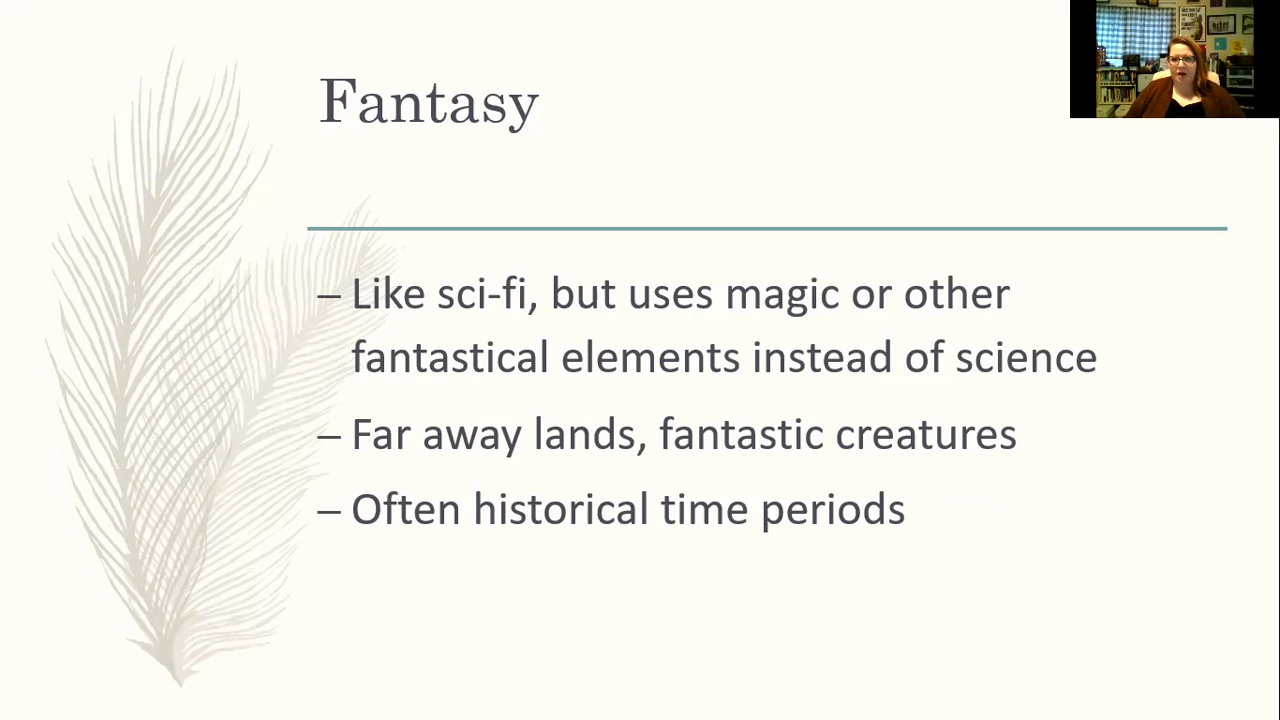 Fantasy
– Like sci-fi, but uses magic or other
fantastical elements instead of science
– Far away lands, fantastic creatures
– Often historical time periods